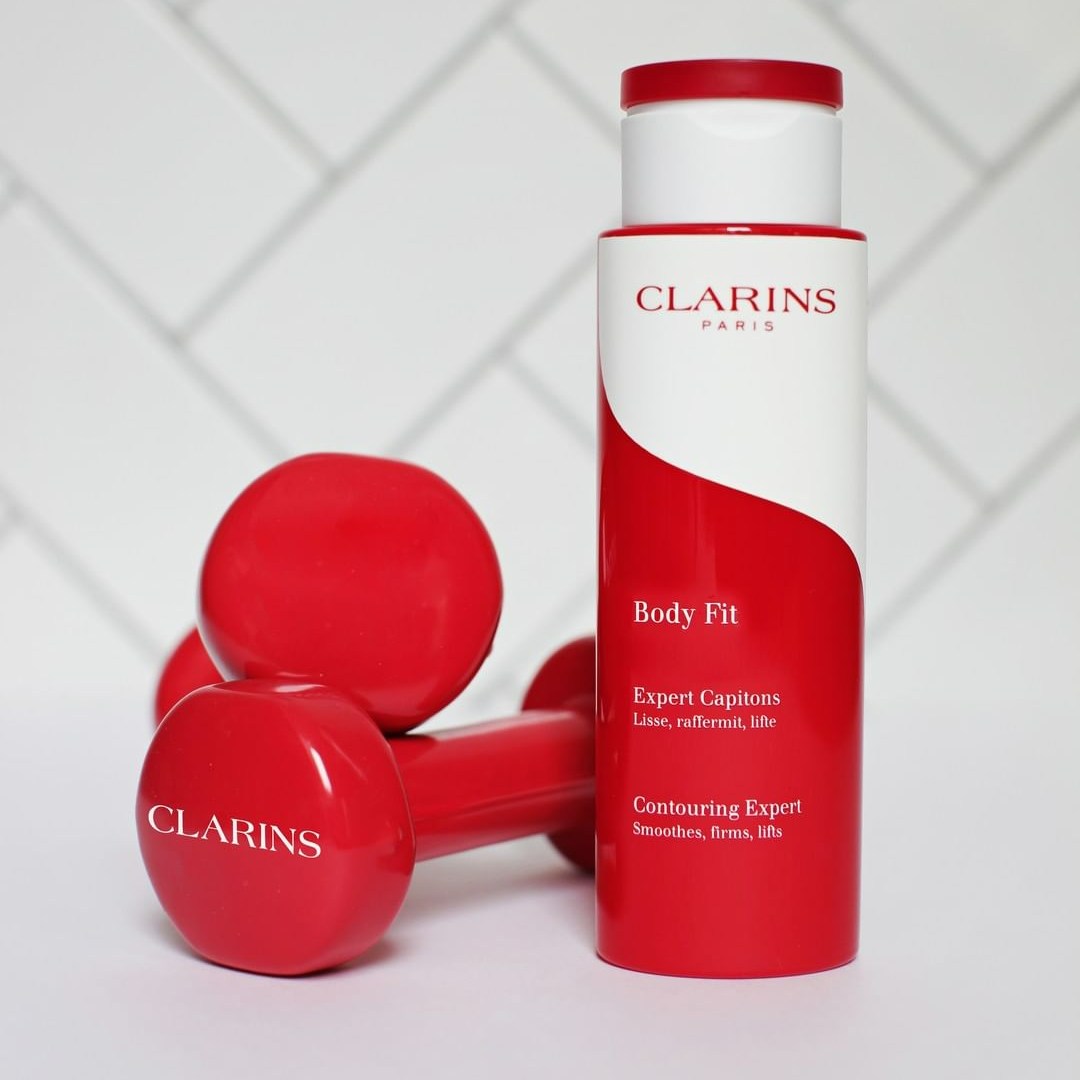 CLARINS
PARIS
Body Fit
Expert Capitons
Lisse, raffermit, lifte
Contouring Expert
Smoothes, firms, lifts
CLARINS